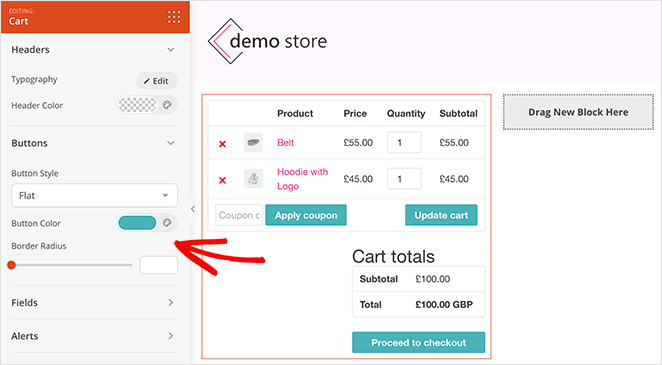 EDITING:
Cart
Headers
Typography
Edit
Header Color
Buttons
Button Style
Flat
Button Color
Border Radius
Fields
Alerts
demo store
Product Price Quantity Subtotal
× Belt £55.00 1 £55.00
× Hoodie with £45.00 1 £45.00
Logo
Coupon c Apply coupon Update cart
Cart totals
Subtotal £100.00
Total £100.00 GBP
Proceed to checkout
Drag New Block Here